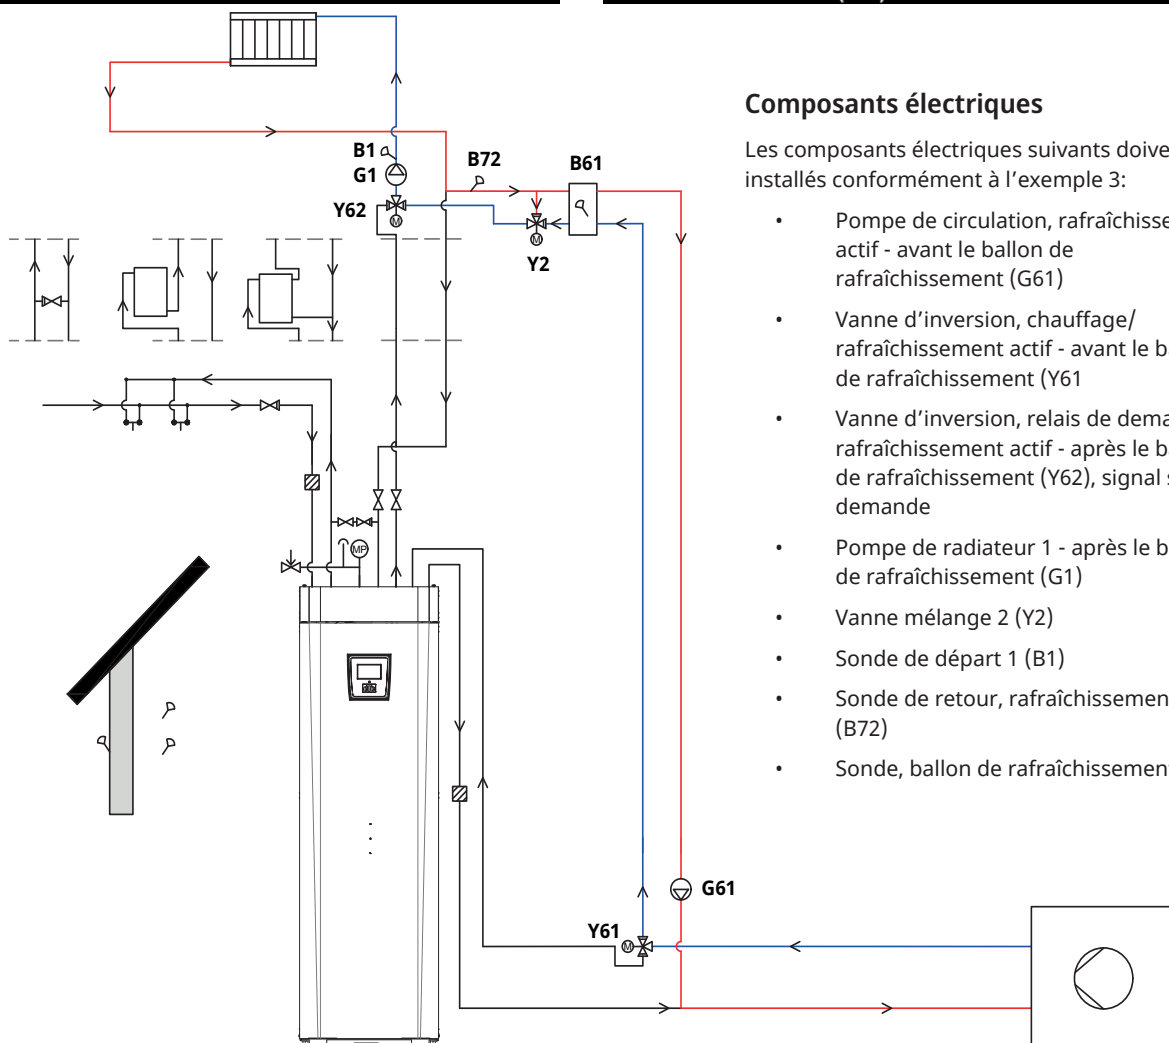 B1
G1
B72
B61
Y62
M
M
Y2
MP
G61
Y61
M
Composants électriques
Les composants électriques suivants
installés conformément à l’exemple 3:
• Pompe de circulation,
actif - avant le ballon de
rafraîchissement (G61)
• Vanne d’inversion, chauffage/
rafraîchissement actif - avant le
de rafraîchissement (Y61
• Vanne d’inversion, relais de
rafraîchissement actif - après le
de rafraîchissement (Y62), signal
demande
• Pompe de radiateur 1 - après le
de rafraîchissement (G1)
• Vanne mélange 2 (Y2)
• Sonde de départ 1 (B1)
• Sonde de retour,
(B72)
• Sonde, ballon de rafraîchissement